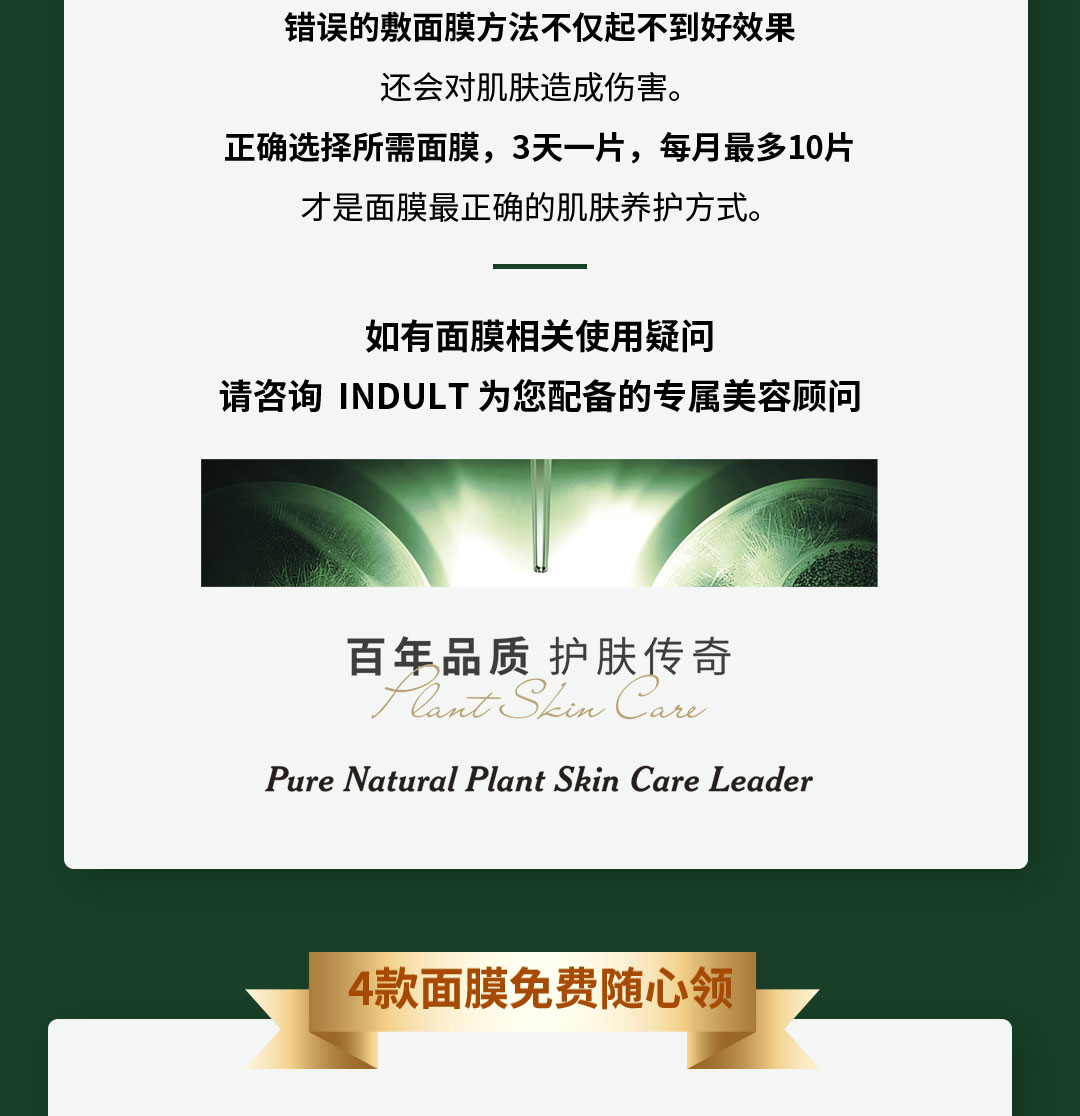 错误的敷面膜方法不仅起不到好效果
还会对肌肤造成伤害。
正确选择所需面膜，3天一片，每月最多10片
才是面膜最正确的肌肤养护方式。
如有面膜相关使用疑问
请咨询 INDULT 为您配备的专属美容顾问
百年品质 护肤传奇
Plant Skin Care
Pure Natural Plant Skin Care Leader
4款面膜免费随心领